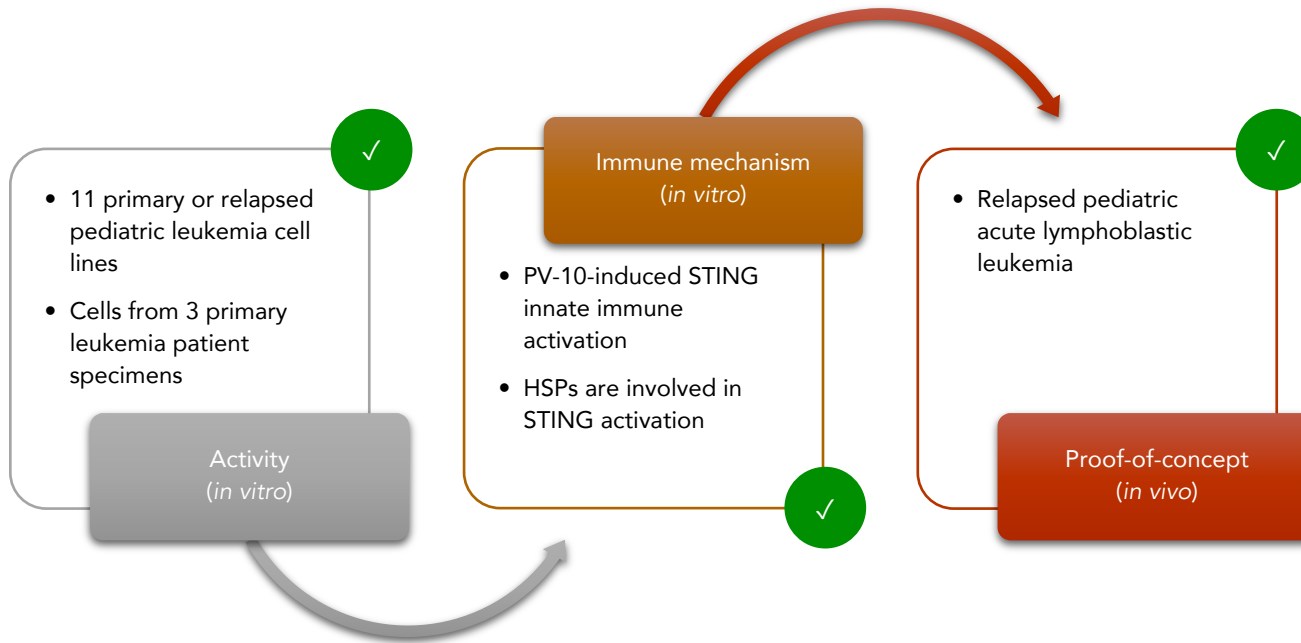 ✓
• 11 primary or relapsed
pediatric leukemia cell
lines
• Cells from 3 primary
leukemia patient
specimens
Activity
(in vitro)
Immune mechanism
(in vitro)
• PV-10-induced STING
innate immune
activation
• HSPs are involved in
STING activation
✓
✓
• Relapsed pediatric
acute lymphoblastic
leukemia
Proof-of-concept
(in vivo)